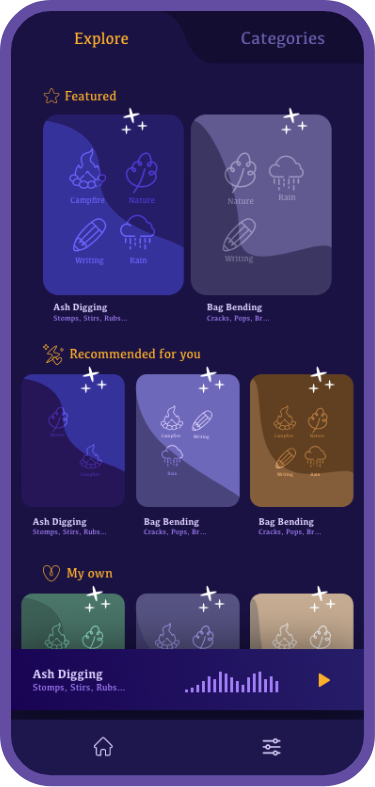 Explore
Categories
Featured
Campfire
Nature
Writing
Rain
Nature
Rain
Writing
Ash Digging
Stomps, Stirs, Rubs...
Bag Bending
Cracks, Pops, Br...
Recommended for you
Nature
Campfire
Campfire
Writing
Rain
Campfire
Nature
Writing
Rain
Ash Digging
Stomps, Stirs, Rubs...
Bag Bending
Cracks, Pops, Br...
Bag Bending
Cracks, Pops, Br...
My own
Ash Digging
Stomps, Stirs, Rubs...